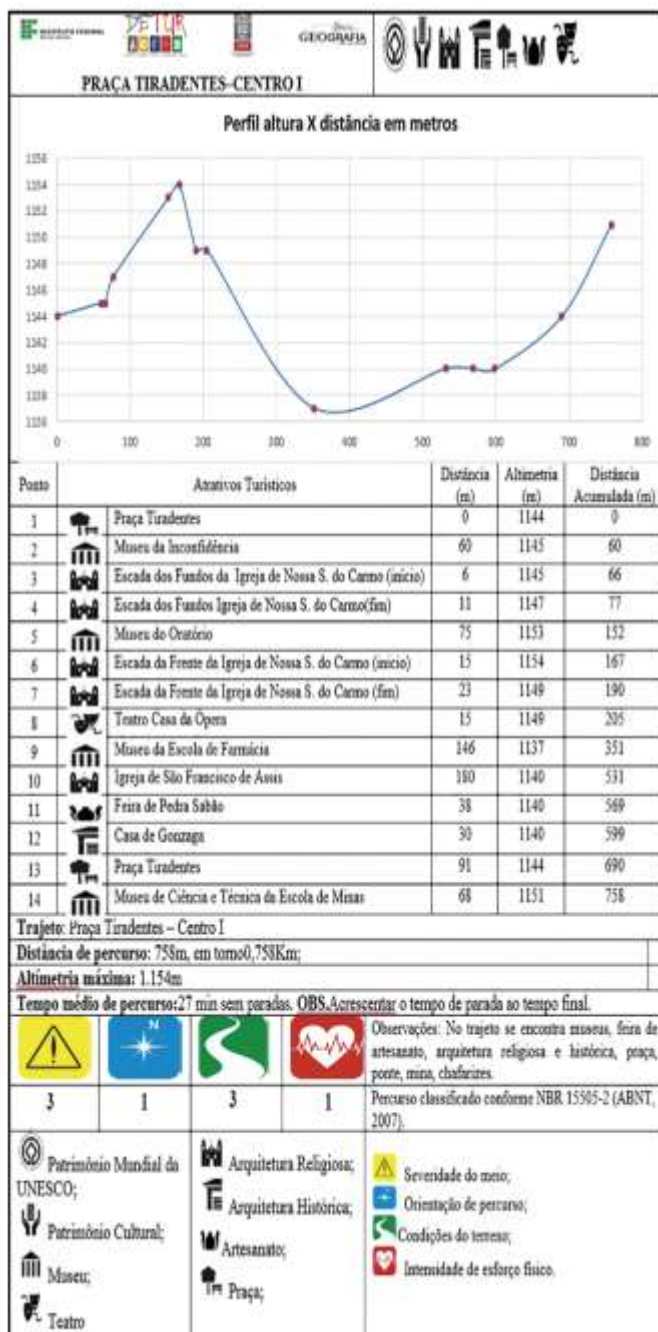 INSTITUTO FEDERAL
DETUR
GEOGRAFIA
PRAÇA TIRADENTES–CENTRO I
Perfil altura X distância em metros
1156
1154
1152
1150
1148
1146
1144
1142
1140
1138
1136
0 100 200 300 400 500 600 700 800
Ponto Atrativos Turísticos Distância (m) Altimetria (m) Distância Acumulada (m)
1 Praça Tiradentes 0 1144 0
2 Museu da Inconfidência 60 1145 60
3 Escada dos Fundos da Igreja de Nossa S. do Carmo (início) 6 1145 66
4 Escada dos Fundos Igreja de Nossa S. do Carmo(fim) 11 1147 77
5 Museu do Oratório 75 1153 152
6 Escada da Frente da Igreja de Nossa S. do Carmo (início) 15 1154 167
7 Escada da Frente da Igreja de Nossa S. do Carmo (fim) 23 1149 190
8 Teatro Casa da Ópera 15 1149 205
9 Museu da Escola de Farmácia 146 1137 351
10 Igreja de São Francisco de Assis 180 1140 531
11 Feira de Pedra Sabão 38 1140 569
12 Casa de Gonzaga 30 1140 599
13 Praça Tiradentes 91 1144 690
14 Museu de Ciência e Técnica da Escola de Minas 68 1151 758
Trajeto: Praça Tiradentes – Centro I
Distância de percurso: 758m, em torno0,758Km;
Altimetria máxima: 1.154m
Tempo médio de percurso:27 min sem paradas. OBS.Acrescentar o tempo de parada ao tempo final.
N
Observações: No trajeto se encontra museus, feira de
artesanato, arquitetura religiosa e histórica, praça,
ponte, mina, chafarizes.
3 1 3 1
Percurso classificado conforme NBR 15505-2 (ABNT,
2007).
Patrimônio Mundial da
UNESCO;
Patrimônio Cultural;
Museu;
Teatro
Arquitetura Religiosa;
Arquitetura Histórica;
Artesanato;
Praça;
Severidade do meio;
Orientação de percurso;
Condições do terreno;
Intensidade de esforço físico.